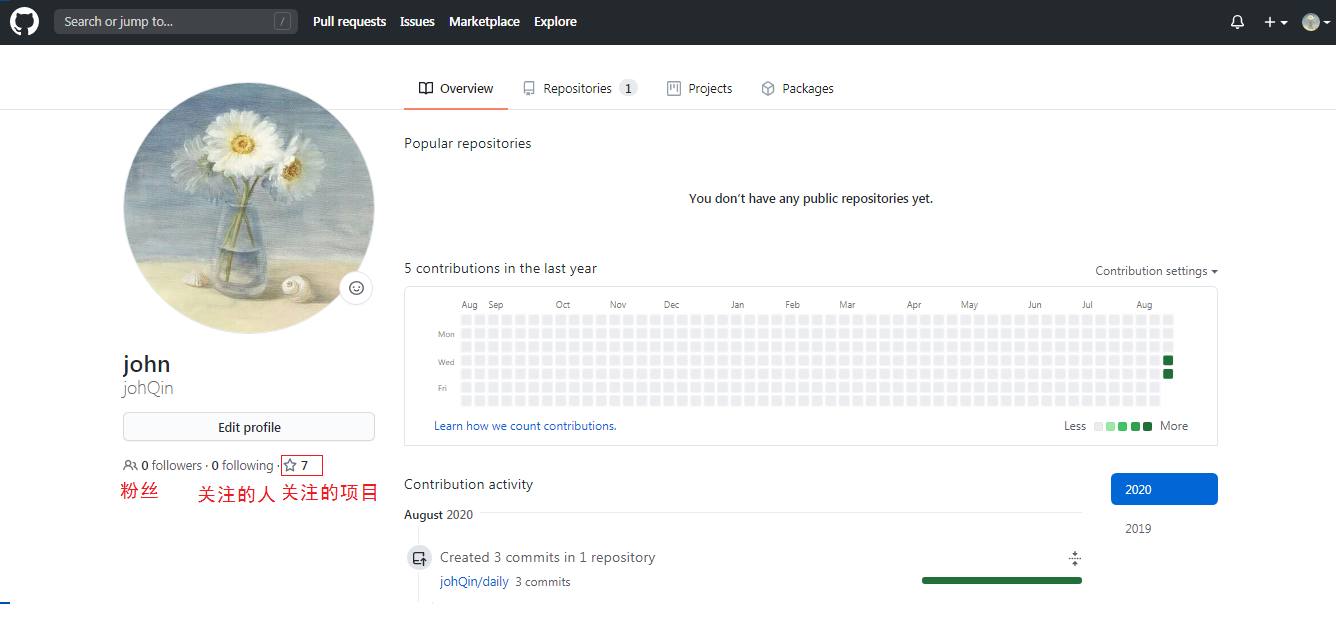 Search or jump to... /
Pull requests Issues Marketplace Explore
Overview Repositories 1 Projects Packages
Popular repositories
You don’t have any public repositories yet.
5 contributions in the last year
Contribution settings
Aug Sep Oct Nov Dec Jan Feb Mar Apr May Jun Jul Aug
Mon
Wed
Fri
Learn how we count contributions.
Less More
john
johQin
Edit profile
0 followers · 0 following · 7
粉丝 关注的人 关注的项目
Contribution activity
2020
2019
August 2020
Created 3 commits in 1 repository
johQin/daily 3 commits